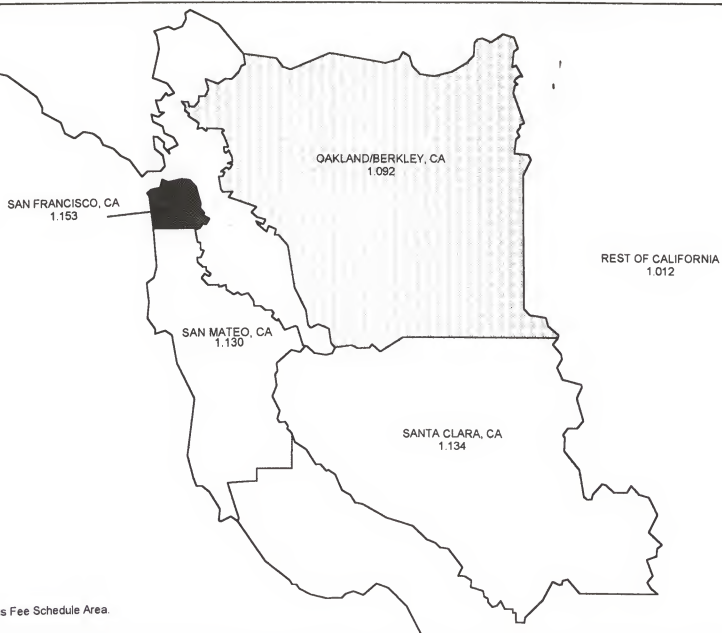 OAKLAND/BERKLEY, CA
1.092
SAN FRANCISCO, CA
1.153
REST OF CALIFORNIA
1.012
SAN MATEO, CA
1.130
SANTA CLARA, CA
1.134
s Fee Schedule Area.